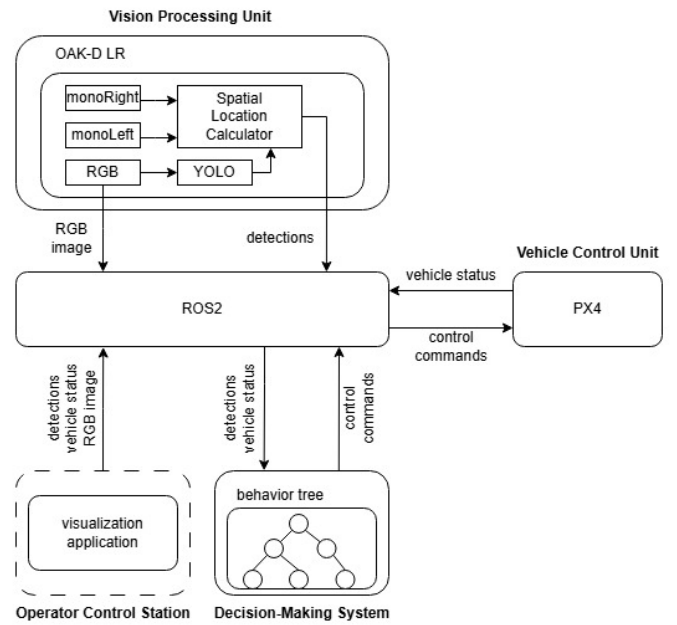 Vision Processing Unit
OAK-D LR
monoRight
monoLeft
RGB
Spatial
Location
Calculator
YOLO
RGB
image
detections
Vehicle Control Unit
vehicle status
ROS2
PX4
control
commands
detections
vehicle status
RGB image
detections
vehicle status
control
commands
visualization
application
behavior tree
Operator Control Station
Decision-Making System